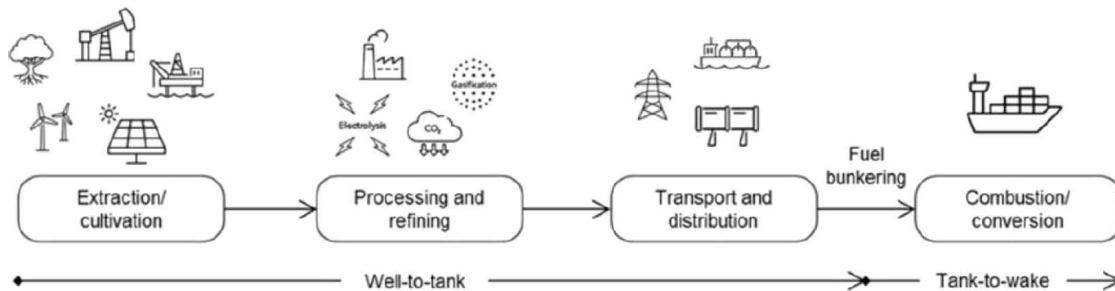 Gasification
Electrolysis
CO₂
Fuel
bunkering
Extraction/
cultivation
Processing and
refining
Transport and
distribution
Combustion/
conversion
Well-to-tank
Tank-to-wake